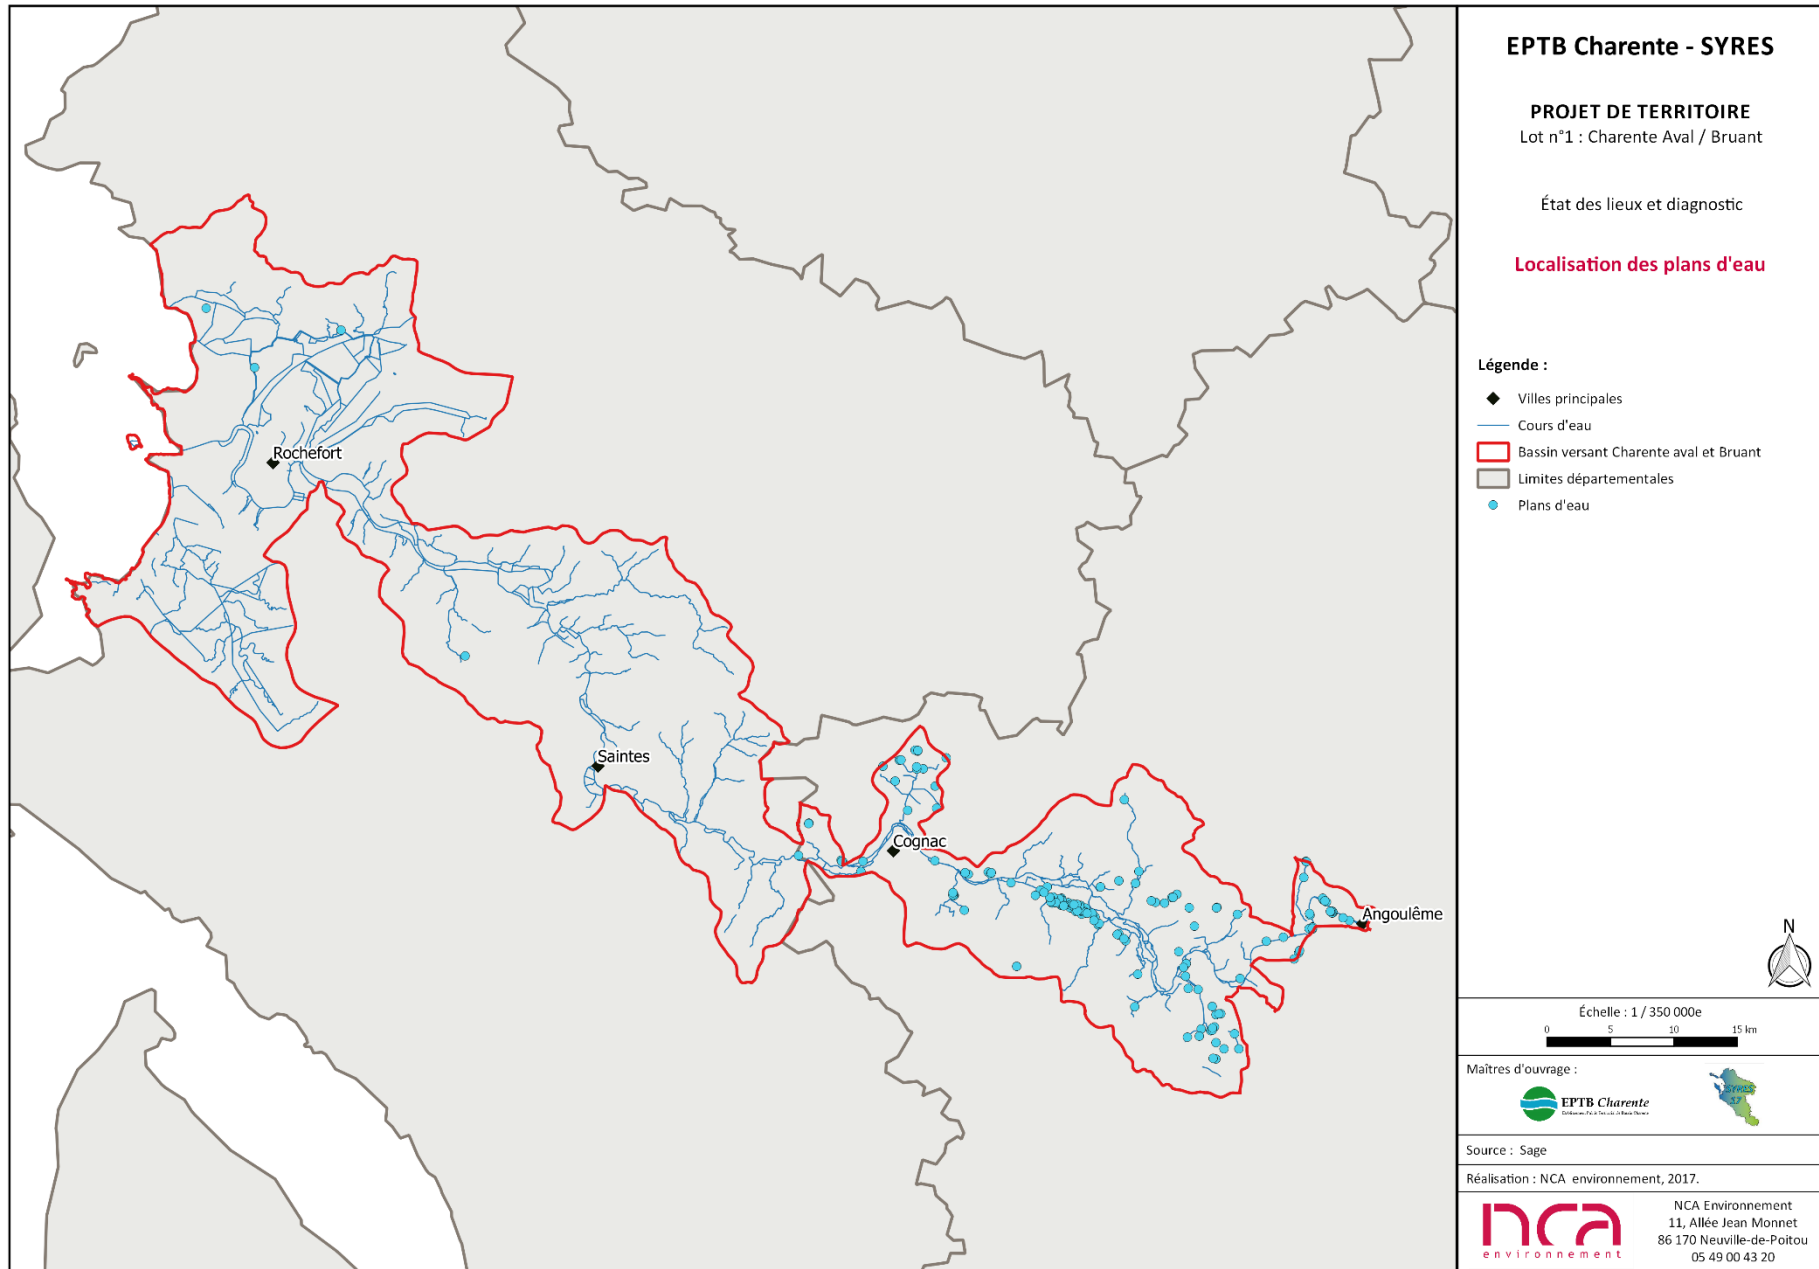 EPTB Charente - SYRES
PROJET DE TERRITOIRE
Lot n°1 : Charente Aval / Bruant
État des lieux et diagnostic
Localisation des plans d'eau
Légende :
Villes principales
Cours d'eau
Bassin versant Charente aval et Bruant
Limites départementales
Plans d'eau
Rochefort
Saintes
Cognac
Angoulême
N
Échelle : 1 / 350 000e
0 5 10 15 km
Maîtres d'ouvrage :
EPTB Charente
SYRES
17
Source : Sage
Réalisation : NCA environnement, 2017.
nca
environnement
NCA Environnement
11, Allée Jean Monnet
86 170 Neuville-de-Poitou
05 49 00 43 20